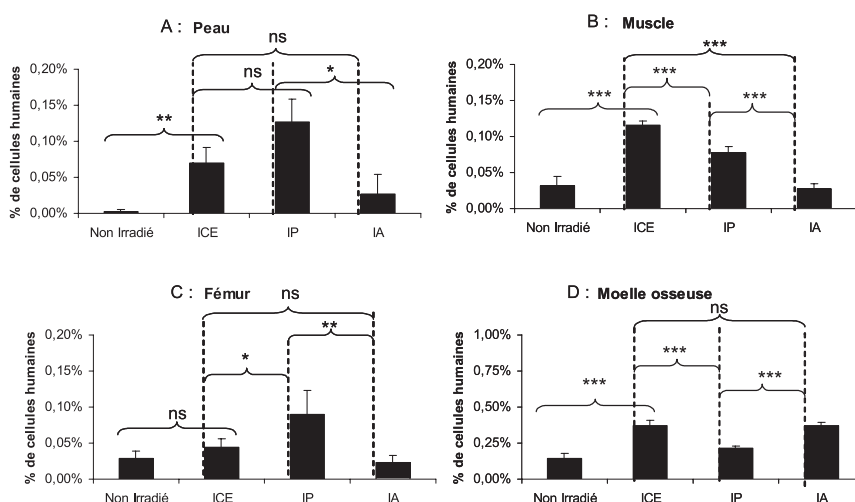 A : Peau
ns
ns
*
**
% de cellules humaines
0,20%
0,15%
0,10%
0,05%
0,00%
Non Irradié ICE IP IA
B : Muscle
***
***
***
***
% de cellules humaines
0,20%
0,15%
0,10%
0,05%
0,00%
Non Irradié ICE IP IA
C : Fémur
ns
**
*
ns
% de cellules humaines
0,20%
0,15%
0,10%
0,05%
0,00%
Non Irradié ICE IP IA
D : Moelle osseuse
ns
***
***
***
% de cellules humaines
1,00%
0,75%
0,50%
0,25%
0,00%
Non Irradié ICE IP IA